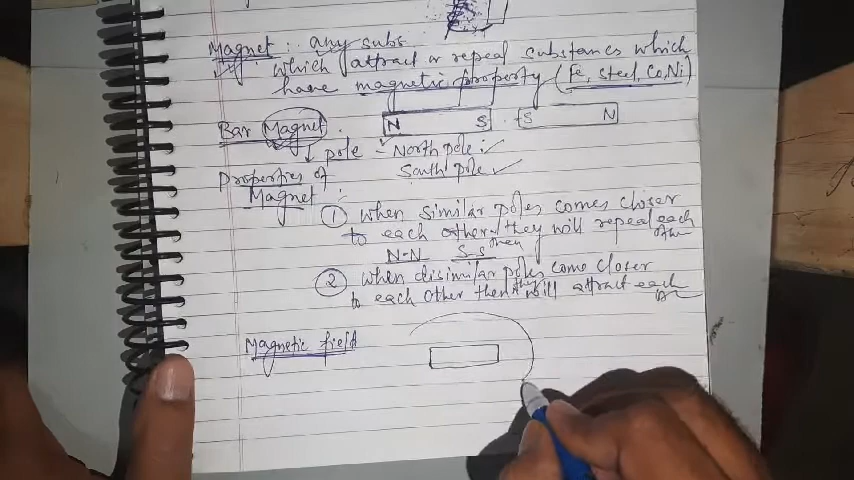 Magnet : any subs.
which attract or repeal substances which
have magnetic property (Fe, steel, Co, Ni)
Bar Magnet .
N S S N
pole - North pole :
South pole
Properties of
Magnet :
① when similar poles comes closer
to each other they will repeal each
other
N-N S-S then
② when disimilar poles come closer
to each other then they will attract each
other
Magnetic field